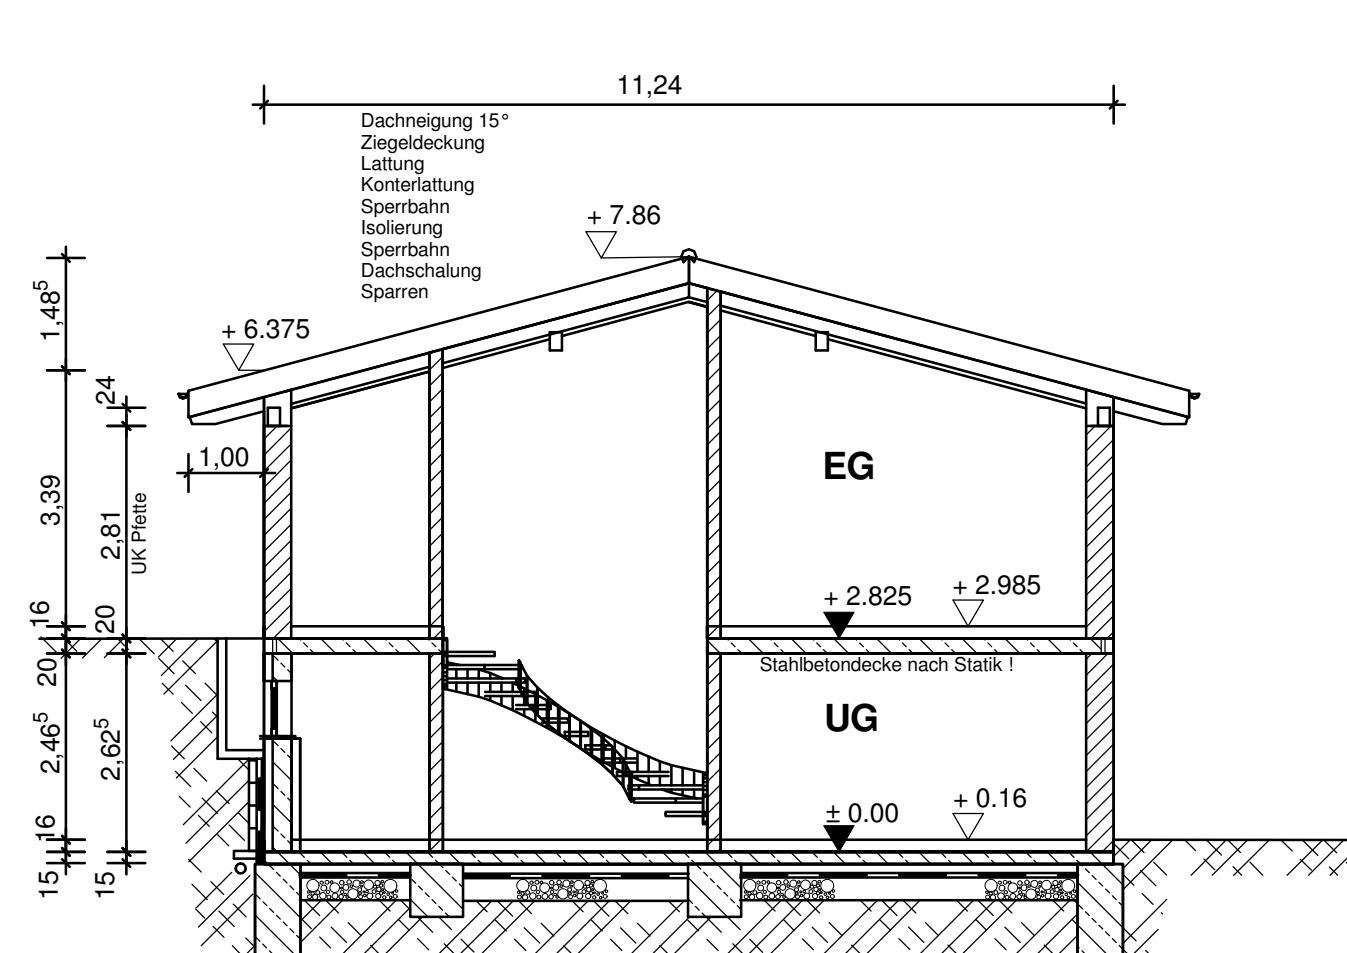 11,24
Dachneigung 15°
Ziegeldeckung
Lattung
Konterlattung
Sperrbahn
Isolierung
Sperrbahn
Dachschalung
Sparren
+ 7.86
+ 6.375
1,48⁵
24
1,00
3,39
2,81
UK Pfette
EG
16
20
+ 2.825
+ 2.985
Stahlbetondecke nach Statik !
20
UG
2,46⁵
2,62⁵
± 0.00
+ 0.16
16
15
15